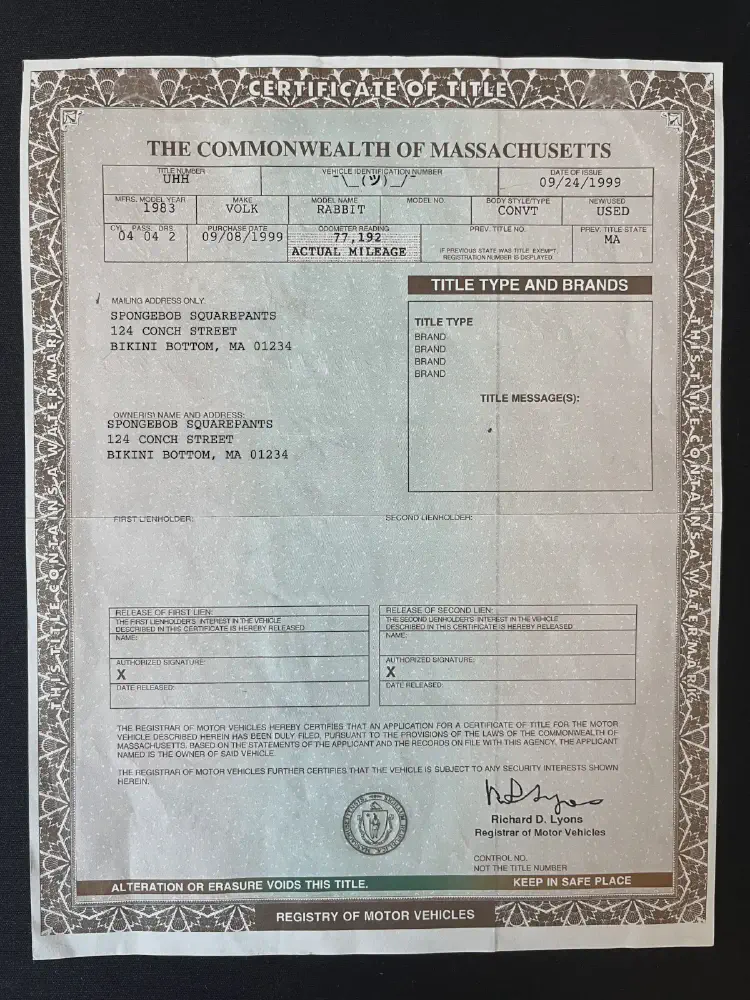 CERTIFICATE OF TITLE
THE COMMONWEALTH OF MASSACHUSETTS
TITLE NUMBER
UHH
VEHICLE IDENTIFICATION NUMBER
¯\_(ツ)_/¯
DATE OF ISSUE
09/24/1999
MFRS. MODEL YEAR
1983
MAKE
VOLK
MODEL NAME
RABBIT
MODEL NO.
BODY STYLE/TYPE
CONVT
NEW/USED
USED
CYL. PASS. DRS.
04 04 2
PURCHASE DATE
09/08/1999
ODOMETER READING
77,192
ACTUAL MILEAGE
PREV. TITLE NO.
IF PREVIOUS STATE WAS TITLE EXEMPT,
REGISTRATION NUMBER IS DISPLAYED
PREV. TITLE STATE
MA
MAILING ADDRESS ONLY:
SPONGEBOB SQUAREPANTS
124 CONCH STREET
BIKINI BOTTOM, MA 01234
TITLE TYPE AND BRANDS
TITLE TYPE
BRAND
BRAND
BRAND
BRAND
TITLE MESSAGE(S):
OWNER(S) NAME AND ADDRESS:
SPONGEBOB SQUAREPANTS
124 CONCH STREET
BIKINI BOTTOM, MA 01234
FIRST LIENHOLDER:
SECOND LIENHOLDER:
RELEASE OF FIRST LIEN:
THE FIRST LIENHOLDER'S INTEREST IN THE VEHICLE
DESCRIBED IN THIS CERTIFICATE IS HEREBY RELEASED
NAME:
AUTHORIZED SIGNATURE:
X
DATE RELEASED:
RELEASE OF SECOND LIEN:
THE SECOND LIENHOLDER'S INTEREST IN THE VEHICLE
DESCRIBED IN THIS CERTIFICATE IS HEREBY RELEASED
NAME:
AUTHORIZED SIGNATURE:
X
DATE RELEASED:
THE REGISTRAR OF MOTOR VEHICLES HEREBY CERTIFIES THAT AN APPLICATION FOR A CERTIFICATE OF TITLE FOR THE MOTOR
VEHICLE DESCRIBED HEREIN HAS BEEN DULY FILED, PURSUANT TO THE PROVISIONS OF THE LAWS OF THE COMMONWEALTH OF
MASSACHUSETTS. BASED ON THE STATEMENTS OF THE APPLICANT AND THE RECORDS ON FILE WITH THIS AGENCY, THE APPLICANT
NAMED IS THE OWNER OF SAID VEHICLE.
THE REGISTRAR OF MOTOR VEHICLES FURTHER CERTIFIES THAT THE VEHICLE IS SUBJECT TO ANY SECURITY INTERESTS SHOWN
HEREIN.
Richard D. Lyons
Registrar of Motor Vehicles
CONTROL NO.
NOT THE TITLE NUMBER
ALTERATION OR ERASURE VOIDS THIS TITLE.
KEEP IN SAFE PLACE
REGISTRY OF MOTOR VEHICLES
THIS TITLE CONTAINS A WATERMARK
THIS TITLE CONTAINS A WATERMARK